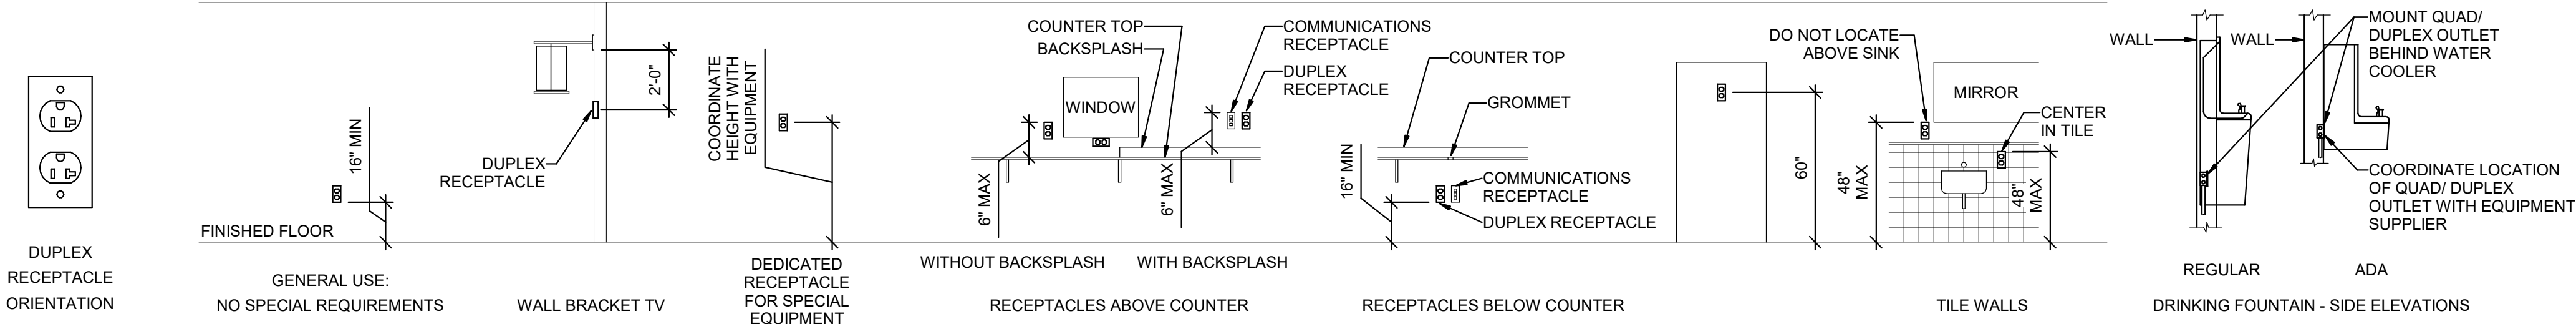 DUPLEX
RECEPTACLE
ORIENTATION
FINISHED FLOOR
16" MIN
GENERAL USE:
NO SPECIAL REQUIREMENTS
2'-0"
DUPLEX
RECEPTACLE
WALL BRACKET TV
COORDINATE
HEIGHT WITH
EQUIPMENT
DEDICATED
RECEPTACLE
FOR SPECIAL
EQUIPMENT
COUNTER TOP
BACKSPLASH
WINDOW
COMMUNICATIONS
RECEPTACLE
DUPLEX
RECEPTACLE
6" MAX
6" MAX
WITHOUT BACKSPLASH
WITH BACKSPLASH
RECEPTACLES ABOVE COUNTER
COUNTER TOP
GROMMET
16" MIN
COMMUNICATIONS
RECEPTACLE
DUPLEX RECEPTACLE
RECEPTACLES BELOW COUNTER
60"
DO NOT LOCATE
ABOVE SINK
MIRROR
CENTER
IN TILE
48"
MAX
48"
MAX
TILE WALLS
WALL
WALL
MOUNT QUAD/
DUPLEX OUTLET
BEHIND WATER
COOLER
COORDINATE LOCATION
OF QUAD/ DUPLEX
OUTLET WITH EQUIPMENT
SUPPLIER
REGULAR
ADA
DRINKING FOUNTAIN - SIDE ELEVATIONS